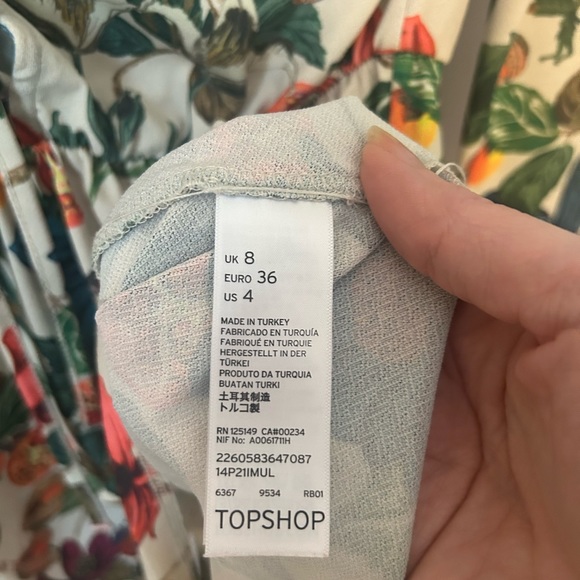 UK 8
EURO 36
US 4
MADE IN TURKEY
FABRICADO EN TURQUÍA
FABRIQUÉ EN TURQUIE
HERGESTELLT IN DER
TÜRKEI
PRODUTO DA TURQUIA
BUATAN TURKI
土耳其制造
トルコ製
RN 125149 CA#00234
NIF No: A0061711H
2260583647087
14P21IMUL
6367 9534 RB01
TOPSHOP